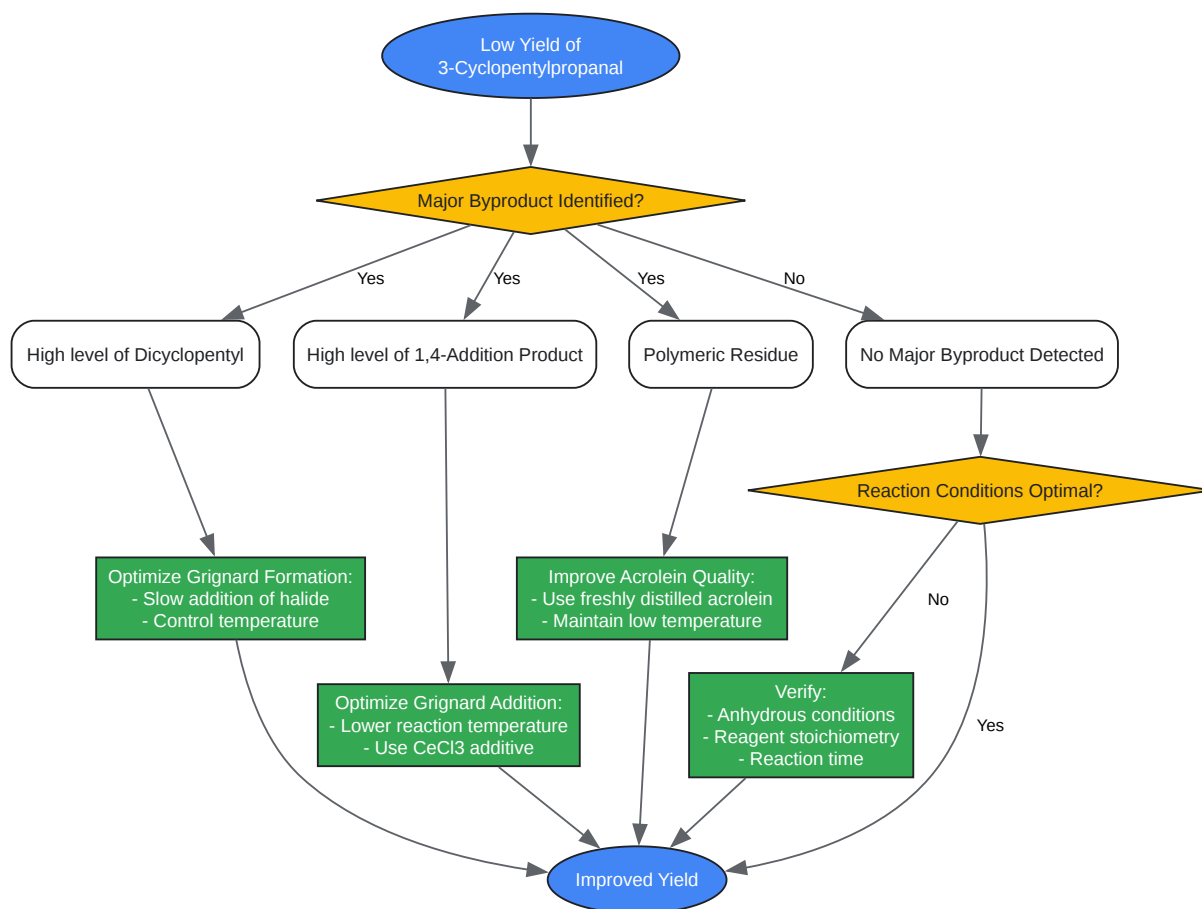 Low Yield of
3-Cyclopentylpropanal
Major Byproduct Identified?
Yes
Yes
Yes
No
High level of Dicyclopentyl
High level of 1,4-Addition Product
Polymeric Residue
No Major Byproduct Detected
Reaction Conditions Optimal?
Optimize Grignard Formation:
- Slow addition of halide
- Control temperature
Improve Acrolein Quality:
- Use freshly distilled acrolein
- Maintain low temperature
No
Optimize Grignard Addition:
- Lower reaction temperature
- Use CeCl3 additive
Verify:
- Anhydrous conditions
- Reagent stoichiometry
- Reaction time
Yes
Improved Yield